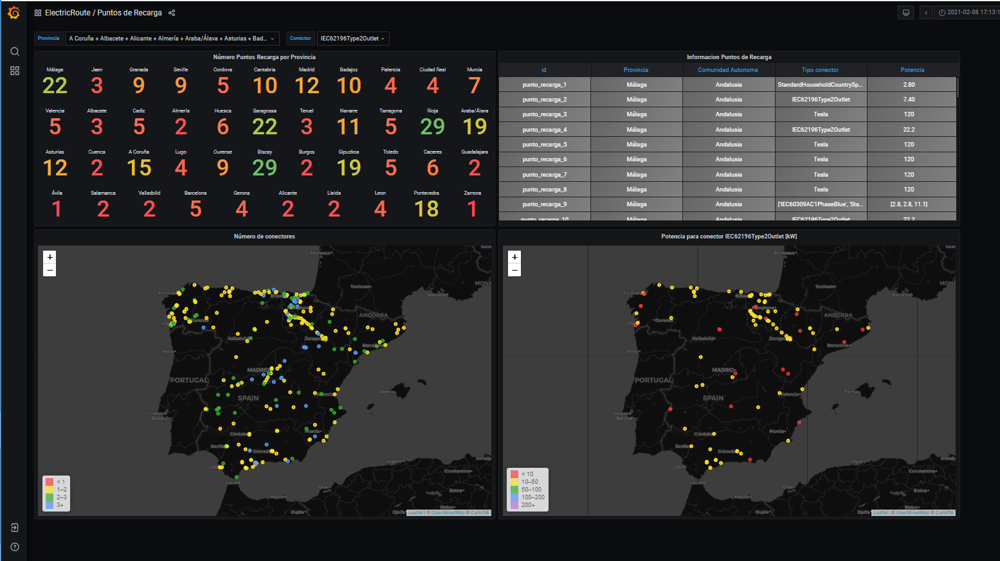 ElectricRoute / Puntos de Recarga
2021-02-08 17:13:1
Provincia A Coruña + Albacete + Alicante + Almería + Araba/Álava + Asturias + Bad... Conector IEC62196Type2Outlet
Número Puntos Recarga por Provincia
Málaga Jaen Granada Seville Cordova Cantabria Madrid Badajoz Palencia Ciudad Real Murcia
22 3 9 9 5 10 12 10 4 4 7
Valencia Albacete Cadiz Almería Huesca Saragossa Teruel Navarre Tarragona Rioja Araba/Álava
5 3 5 2 6 22 3 11 5 29 19
Asturias Cuenca A Coruña Lugo Ourense Biscay Burgos Gipuzkoa Toledo Caceres Guadalajara
12 2 15 4 9 29 2 19 5 6 2
Ávila Salamanca Valladolid Barcelona Gerona Alicante Lleida Leon Pontevedra Zamora
1 2 2 5 4 2 2 4 18 1
Informacion Puntos de Recarga
id Provincia Comunidad Autonoma Tipo conector Potencia
punto_recarga_1 Málaga Andalusia StandardHouseholdCountrySp... 2.80
punto_recarga_2 Málaga Andalusia IEC62196Type2Outlet 7.40
punto_recarga_3 Málaga Andalusia Tesla 120
punto_recarga_4 Málaga Andalusia IEC62196Type2Outlet 22.2
punto_recarga_5 Málaga Andalusia Tesla 120
punto_recarga_6 Málaga Andalusia Tesla 120
punto_recarga_7 Málaga Andalusia Tesla 120
punto_recarga_8 Málaga Andalusia Tesla 120
punto_recarga_9 Málaga Andalusia ['IEC60309AC1PhaseBlue', 'Sta... [2.8, 2.8, 11.1]
punto_recarga_10 Málaga Andalusia IEC62196Type2Outlet 22.2
Número de conectores
+
−
Bordeaux
Turin
Toulouse
MONA
Marseille
A Coruña
Bilbao
ANDORRA
Vigo
Ourense
Valladolid
Zaragoza
Barcelona
Porto
MADRID
PORTUGAL
SPAIN
Valencia
Palma
Lisbon
Setúbal
Murcia
Córdoba
Seville
Granada
Cádiz
Algiers
Annaba
Constantine
Ceuta
Oran
Batna
Melilla
Biskra
Oujda
Djelfa
< 1
1–2
2–3
3+
Leaflet | © OpenStreetMap © CartoDB
Potencia para conector IEC62196Type2Outlet [kW]
+
−
Bordeaux
Turin
Toulouse
MONA
Marseille
A Coruña
Bilbao
Pamplona
ANDORRA
Vigo
Ourense
Valladolid
Zaragoza
Barcelona
Porto
MADRID
PORTUGAL
SPAIN
Valencia
Palma
Lisbon
Setúbal
Murcia
Córdoba
Seville
Granada
Cádiz
Algiers
Annaba
Constantine
Ceuta
Oran
Batna
Melilla
Biskra
Oujda
Djelfa
< 10
10–50
50–100
100–200
200+
Leaflet | © OpenStreetMap © CartoDB